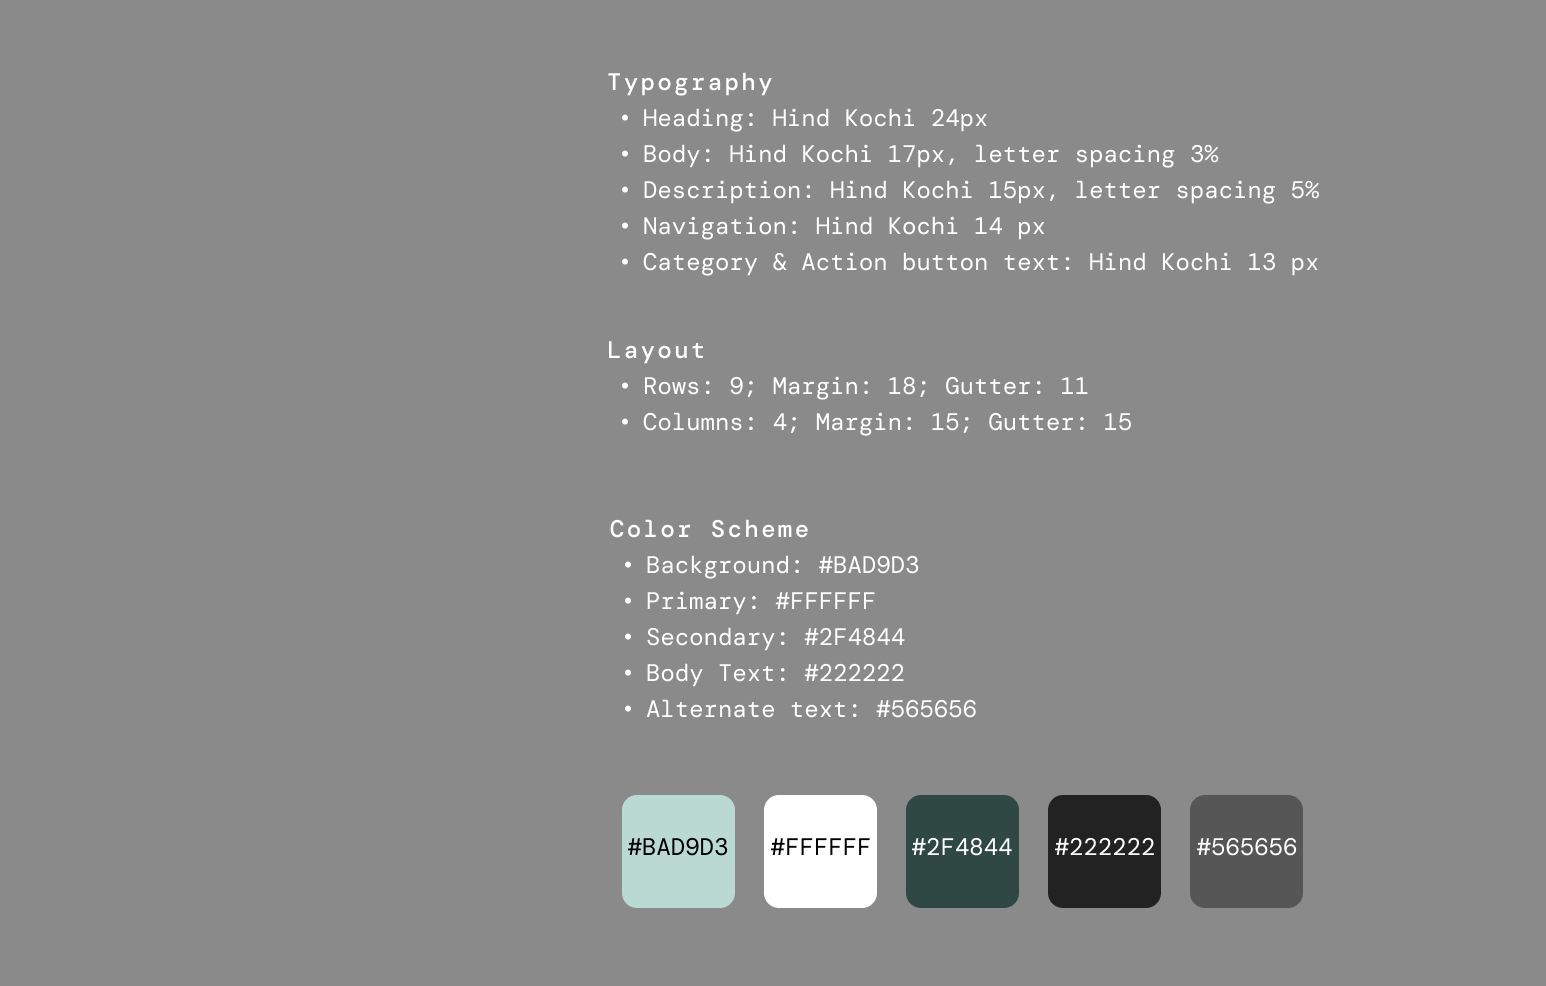 Typography
• Heading: Hind Kochi 24px
• Body: Hind Kochi 17px, letter spacing 3%
• Description: Hind Kochi 15px, letter spacing 5%
• Navigation: Hind Kochi 14 px
• Category & Action button text: Hind Kochi 13 px
Layout
• Rows: 9; Margin: 18; Gutter: 11
• Columns: 4; Margin: 15; Gutter: 15
Color Scheme
• Background: #BAD9D3
• Primary: #FFFFFF
• Secondary: #2F4844
• Body Text: #222222
• Alternate text: #565656
#BAD9D3 #FFFFFF #2F4844 #222222 #565656